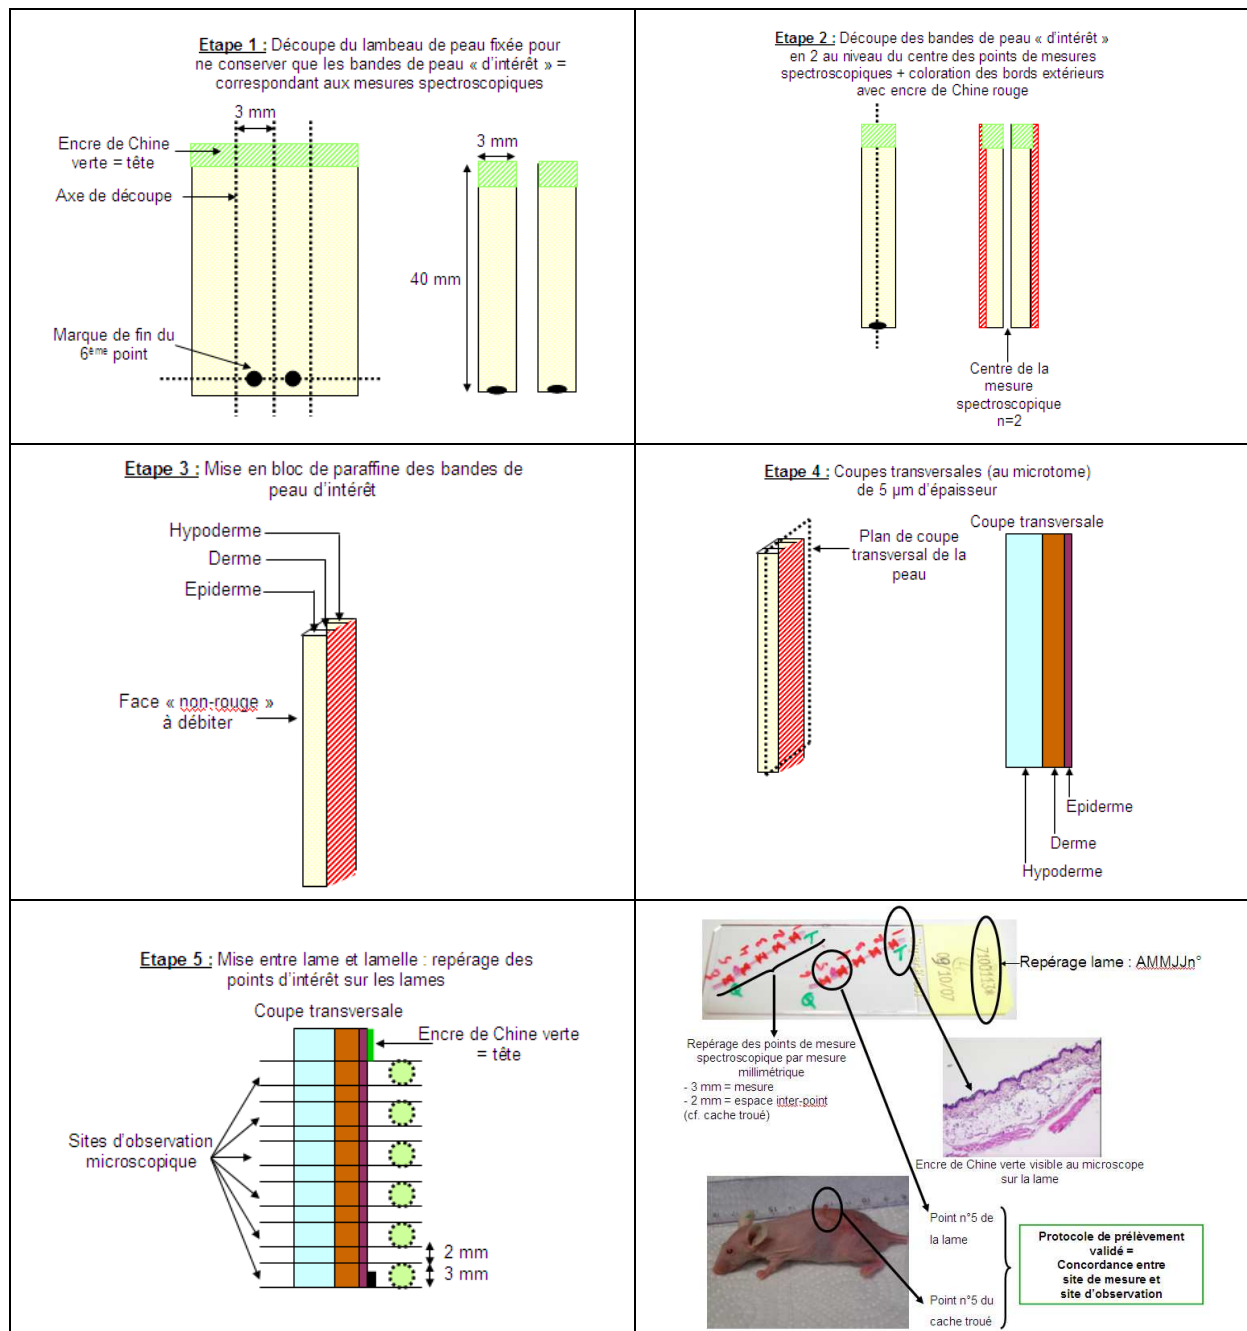 Etape 1 : Découpe du lambeau de peau fixée pour
ne conserver que les bandes de peau « d'intérêt » =
correspondant aux mesures spectroscopiques
3 mm
Encre de Chine
verte = tête
3 mm
Axe de découpe
40 mm
Marque de fin du
6ème point
Etape 2 : Découpe des bandes de peau « d'intérêt »
en 2 au niveau du centre des points de mesures
spectroscopiques + coloration des bords extérieurs
avec encre de Chine rouge
Centre de la
mesure
spectroscopique
n=2
Etape 3 : Mise en bloc de paraffine des bandes de
peau d'intérêt
Hypoderme
Derme
Epiderme
Face « non-rouge »
à débiter
Etape 4 : Coupes transversales (au microtome)
de 5 µm d'épaisseur
Coupe transversale
Plan de coupe
transversal de la
peau
Epiderme
Derme
Hypoderme
Etape 5 : Mise entre lame et lamelle : repérage des
points d'intérêt sur les lames
Coupe transversale
Encre de Chine verte
= tête
Sites d'observation
microscopique
2 mm
3 mm
Repérage lame : AMMJJn°
09/10/07
Repérage des points de mesure
spectroscopique par mesure
millimétrique
- 3 mm = mesure
- 2 mm = espace inter-point
(cf. cache troué)
Encre de Chine verte visible au microscope
sur la lame
Point n°5 de
la lame
Protocole de prélèvement
validé =
Concordance entre
site de mesure et
site d'observation
Point n°5 du
cache troué